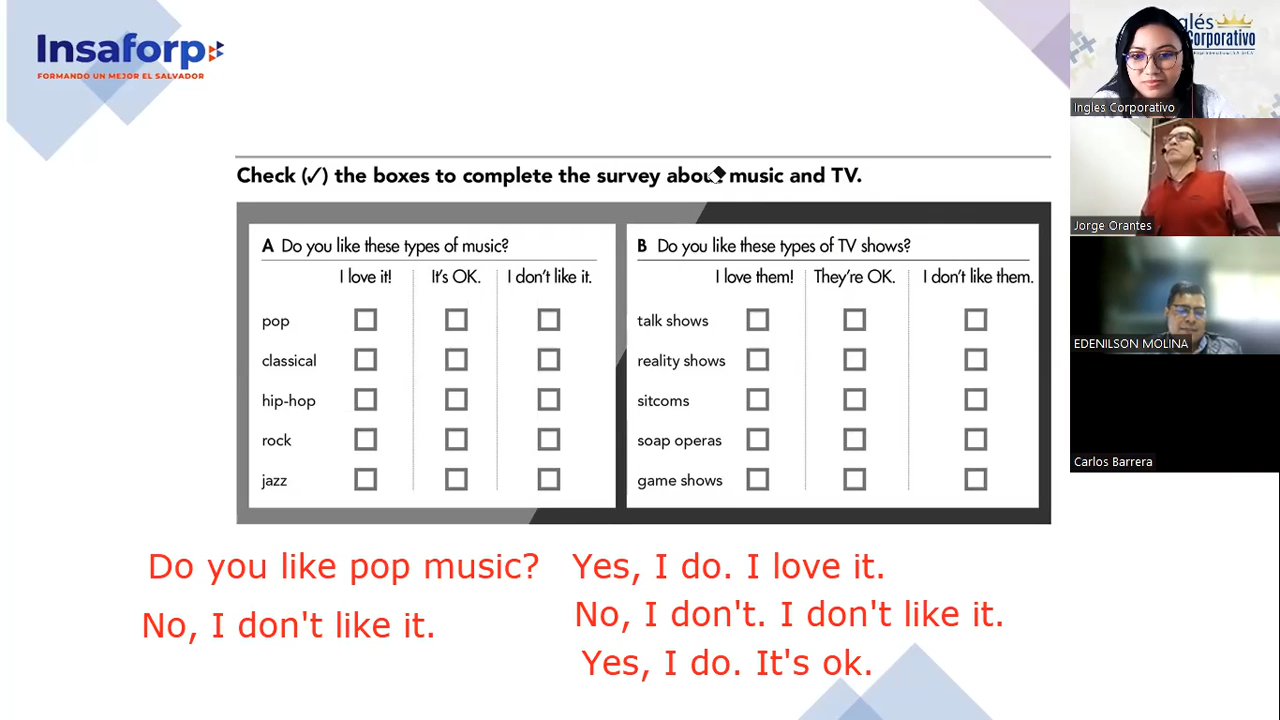 Insaforp
FORMANDO UN MEJOR EL SALVADOR
Check (✓) the boxes to complete the survey about music and TV.
A Do you like these types of music?
I love it! It's OK. I don't like it.
pop
classical
hip-hop
rock
jazz
B Do you like these types of TV shows?
I love them! They're OK. I don't like them.
talk shows
reality shows
sitcoms
soap operas
game shows
Do you like pop music? Yes, I do. I love it.
No, I don't like it. No, I don't. I don't like it.
Yes, I do. It's ok.
glés
Corporativo
Ingles Corporativo
Jorge Orantes
EDENILSON MOLINA
Carlos Barrera